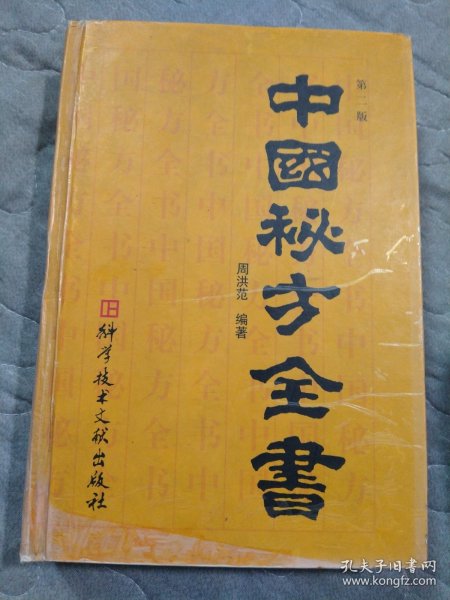 第二版
中國秘方全書
周洪范 编著
科学技术文献出版社
孔夫子旧书网
www.kongfz.com